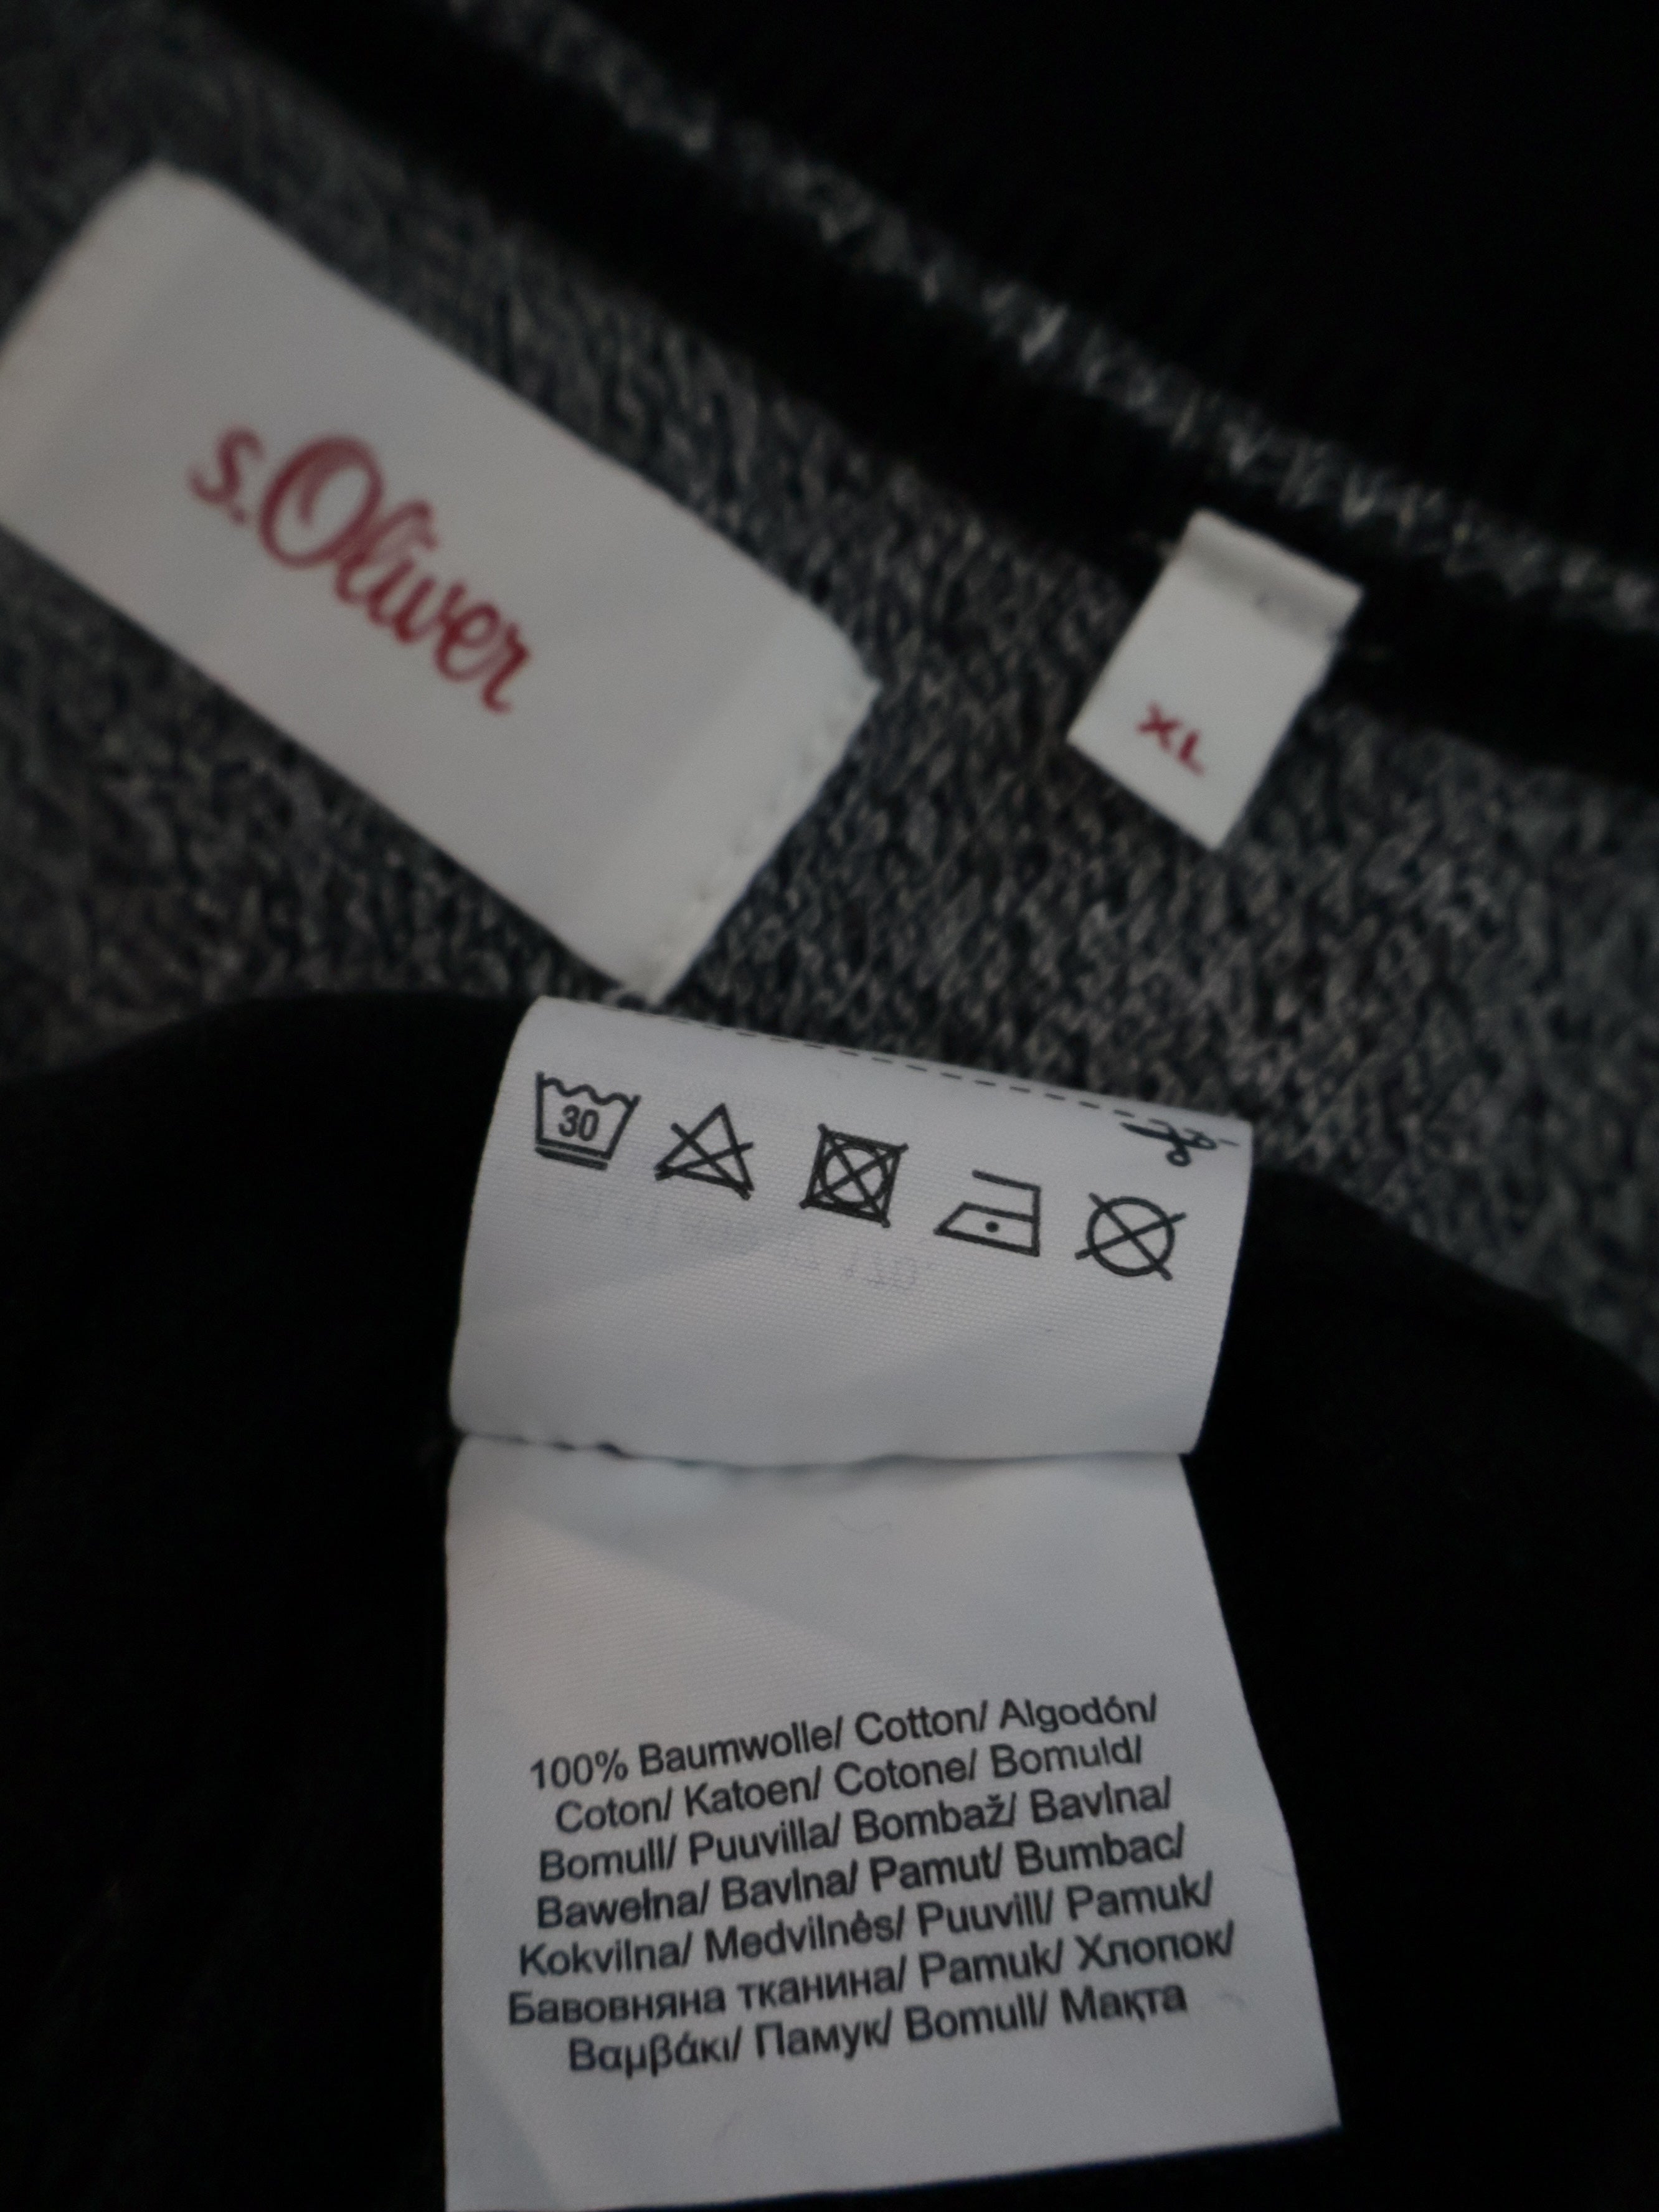 s.Oliver
XL
30
100% Baumwolle/ Cotton/ Algodón/
Coton/ Katoen/ Cotone/ Bomuld/
Bomull/ Puuvilla/ Bombaž/ Bavlna/
Bawełna/ Bavlna/ Pamut/ Bumbac/
Kokvilna/ Medvilnės/ Puuvill/ Pamuk/
Бавовняна тканина/ Pamuk/ Хлопок/
Βαμβάκι/ Памук/ Bomull/ Мақта